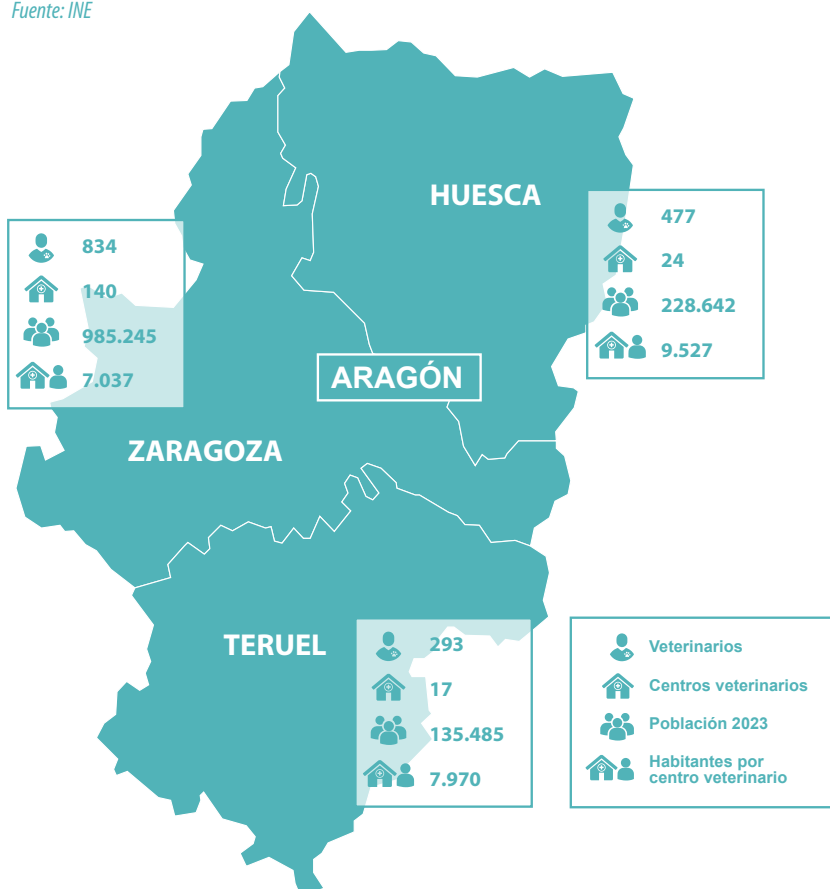 Fuente: INE
HUESCA
477
24
228.642
9.527
834
140
985.245
7.037
ARAGÓN
ZARAGOZA
TERUEL
293
17
135.485
7.970
Veterinarios
Centros veterinarios
Población 2023
Habitantes por
centro veterinario